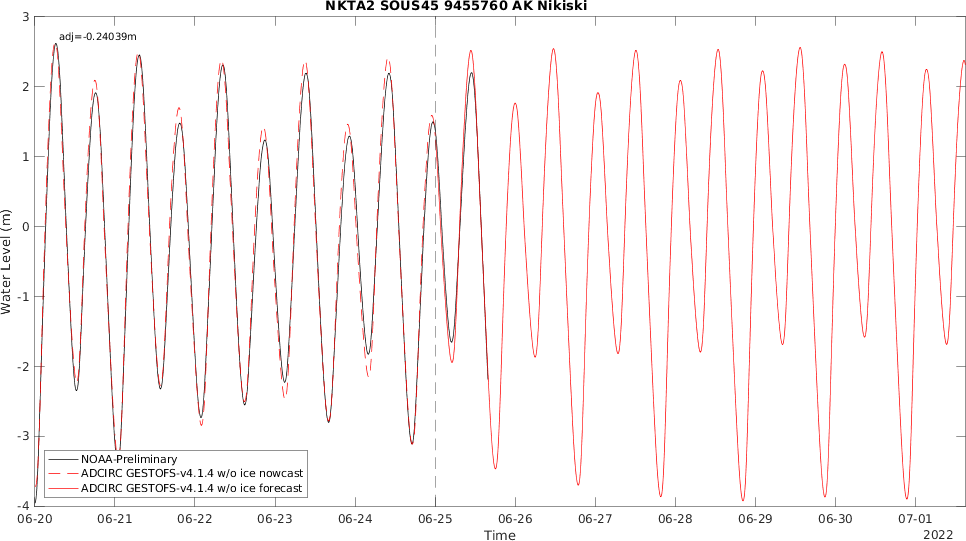 NKTA2 SOUS45 9455760 AK Nikiski
adj=-0.24039m
3
2
1
0
-1
-2
-3
-4
Water Level (m)
NOAA-Preliminary
ADCIRC GESTOFS-v4.1.4 w/o ice nowcast
ADCIRC GESTOFS-v4.1.4 w/o ice forecast
06-20 06-21 06-22 06-23 06-24 06-25 06-26 06-27 06-28 06-29 06-30 07-01
Time
2022